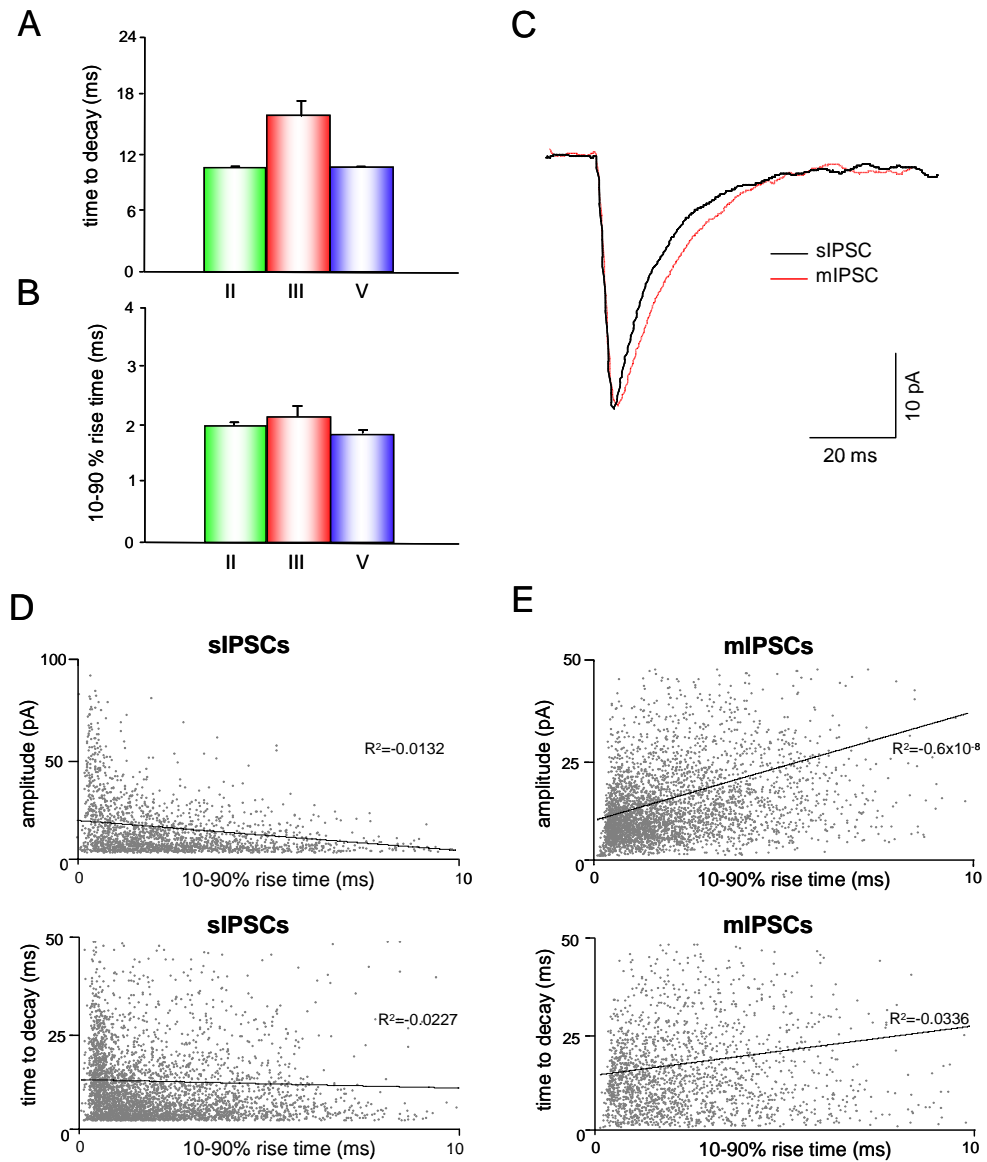 A
24
18
12
6
0
time to decay (ms)
II III V
B
4
3
2
1
0
10-90 % rise time (ms)
II III V
C
sIPSC
mIPSC
10 pA
20 ms
D
sIPSCs
100
50
0
amplitude (pA)
R²=-0.0132
0 10-90% rise time (ms) 10
sIPSCs
50
25
0
time to decay (ms)
R²=-0.0227
0 10-90% rise time (ms) 10
E
mIPSCs
50
25
0
amplitude (pA)
R²=-0.6x10⁻⁸
0 10-90% rise time (ms) 10
mIPSCs
50
25
0
time to decay (ms)
R²=-0.0336
0 10-90% rise time (ms) 10